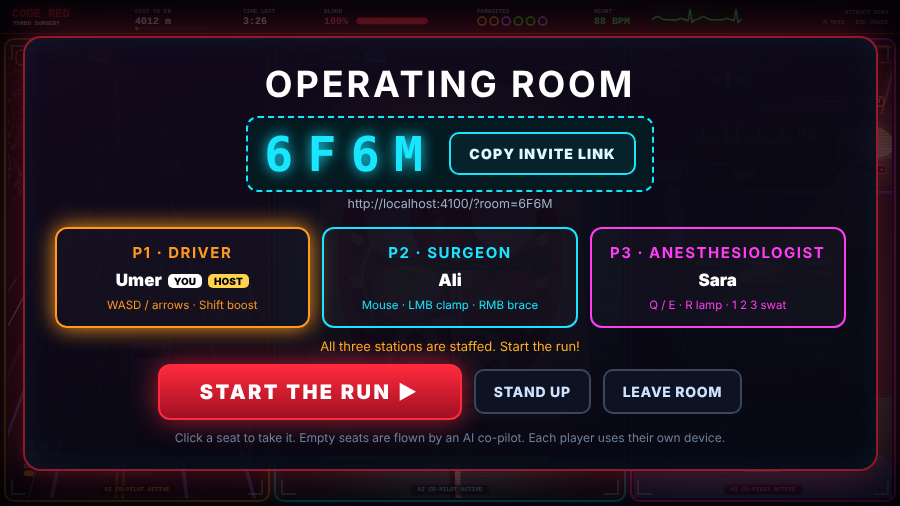 CODE RED
TURBO SURGERY
DIST TO ER
4012 m
TIME LEFT
3:26
BLOOD
100%
PARASITES
HEART
88 BPM
ATTRACT DEMO
M MUTE · ESC PAUSE
OPERATING ROOM
6F6M
COPY INVITE LINK
http://localhost:4100/?room=6F6M
P1 · DRIVER
Umer YOU HOST
WASD / arrows · Shift boost
P2 · SURGEON
Ali
Mouse · LMB clamp · RMB brace
P3 · ANESTHESIOLOGIST
Sara
Q / E · R lamp · 1 2 3 swat
All three stations are staffed. Start the run!
START THE RUN ▶
STAND UP
LEAVE ROOM
Click a seat to take it. Empty seats are flown by an AI co-pilot. Each player uses their own device.
AI CO-PILOT ACTIVE
AI CO-PILOT ACTIVE
AI CO-PILOT ACTIVE